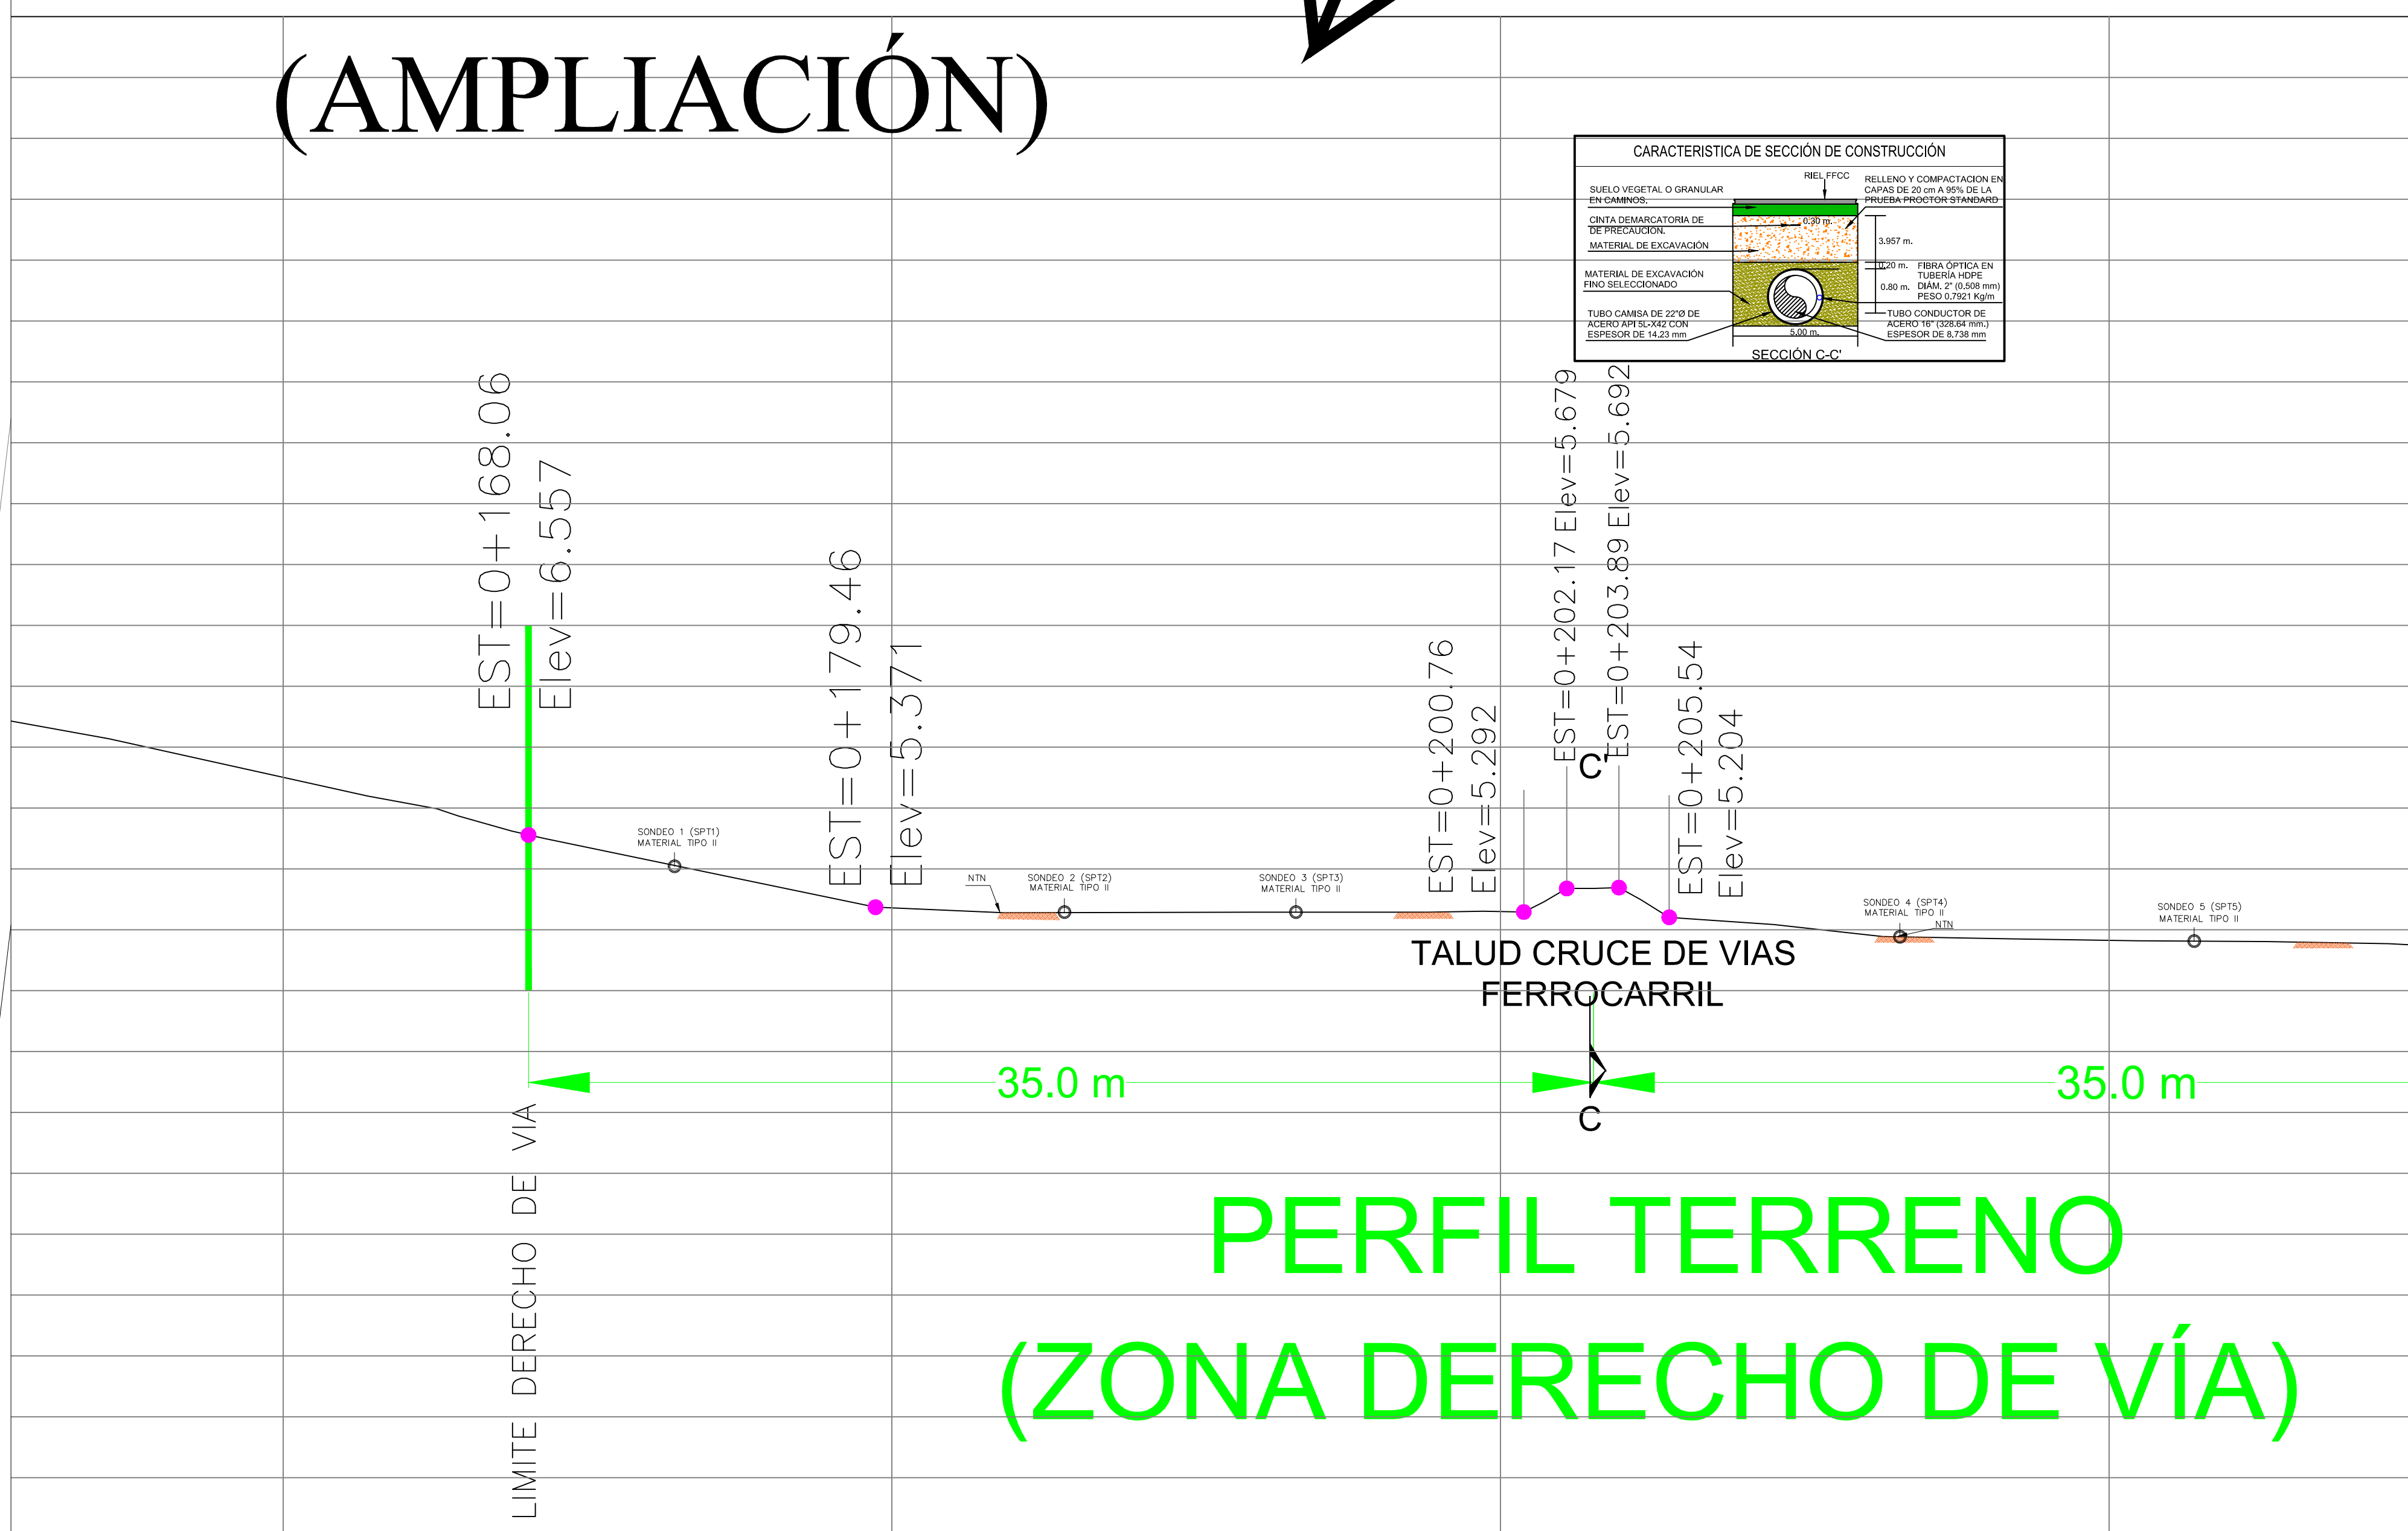 (AMPLIACIÓN)
CARACTERISTICA DE SECCIÓN DE CONSTRUCCIÓN
RIEL FFCC
SUELO VEGETAL O GRANULAR
EN CAMINOS.
CINTA DEMARCATORIA DE
DE PRECAUCION.
MATERIAL DE EXCAVACIÓN
MATERIAL DE EXCAVACIÓN
FINO SELECCIONADO
TUBO CAMISA DE 22"Ø DE
ACERO API 5L-X42 CON
ESPESOR DE 14.23 mm
RELLENO Y COMPACTACION EN
CAPAS DE 20 cm A 95% DE LA
PRUEBA PROCTOR STANDARD
0.30 m.
3.957 m.
0.20 m.
0.80 m.
FIBRA ÓPTICA EN
TUBERÍA HDPE
DIÁM. 2" (0.508 mm)
PESO 0.7921 Kg/m
TUBO CONDUCTOR DE
ACERO 16" (328.64 mm.)
ESPESOR DE 8.738 mm
5.00 m.
SECCIÓN C-C'
EST=0+168.06
Elev=6.557
EST=0+179.46
Elev=5.371
EST=0+200.76
Elev=5.292
EST=0+202.17 Elev=5.679
EST=0+203.89 Elev=5.692
EST=0+205.54
Elev=5.204
C'
SONDEO 1 (SPT1)
MATERIAL TIPO II
NTN
SONDEO 2 (SPT2)
MATERIAL TIPO II
SONDEO 3 (SPT3)
MATERIAL TIPO II
SONDEO 4 (SPT4)
MATERIAL TIPO II
NTN
SONDEO 5 (SPT5)
MATERIAL TIPO II
TALUD CRUCE DE VIAS
FERROCARRIL
35.0 m
35.0 m
C
LIMITE DERECHO DE VIA
PERFIL TERRENO
(ZONA DERECHO DE VÍA)